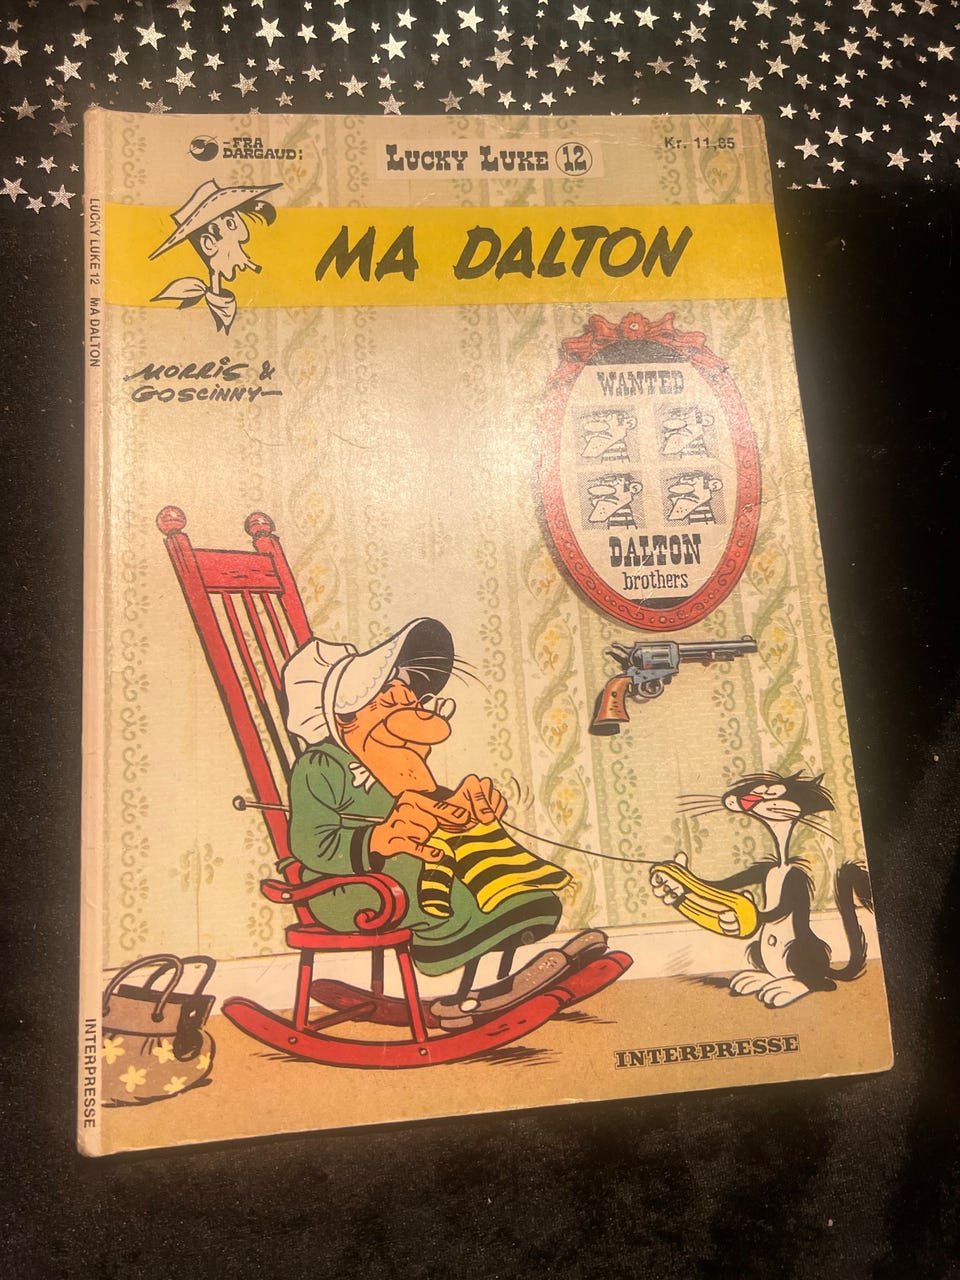 -FRA
DARGAUD:
LUCKY LUKE 12
Kr. 11,85
MA DALTON
MORRIS &
GOSCINNY
WANTED
DALTON
brothers
INTERPRESSE
LUCKY LUKE 12 MA DALTON
INTERPRESSE